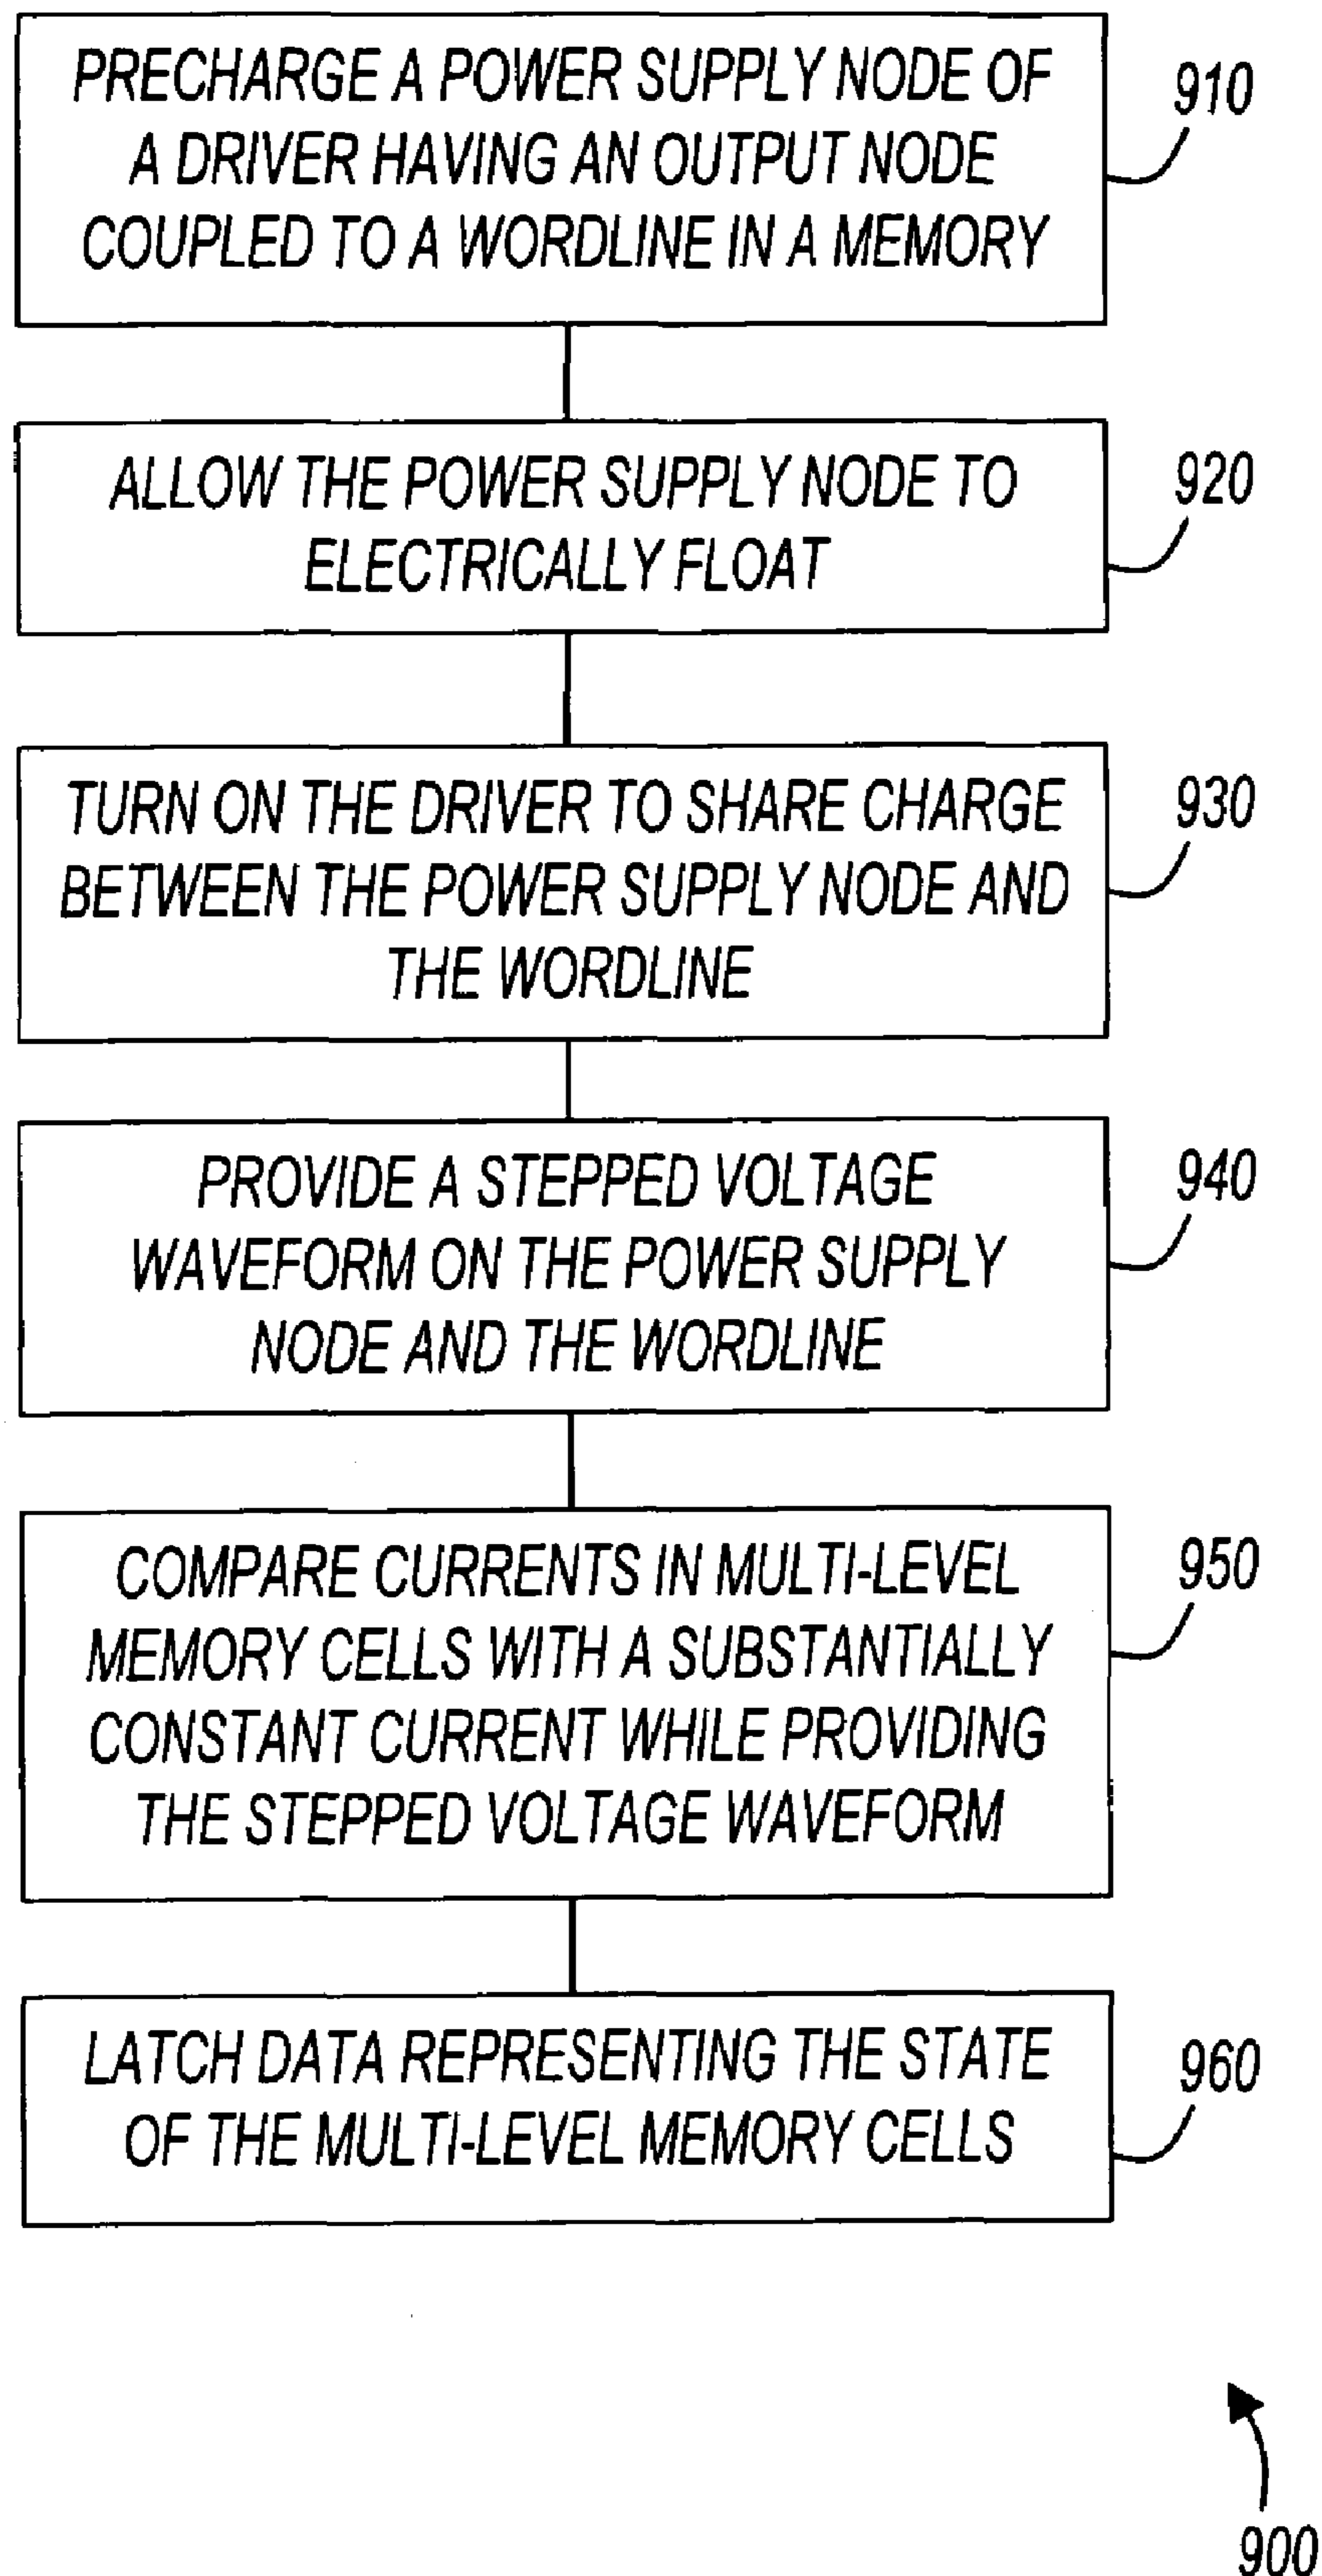 PRECHARGE A POWER SUPPLY NODE OF
A DRIVER HAVING AN OUTPUT NODE
COUPLED TO A WORDLINE IN A MEMORY
910
ALLOW THE POWER SUPPLY NODE TO
ELECTRICALLY FLOAT
920
TURN ON THE DRIVER TO SHARE CHARGE
BETWEEN THE POWER SUPPLY NODE AND
THE WORDLINE
930
PROVIDE A STEPPED VOLTAGE
WAVEFORM ON THE POWER SUPPLY
NODE AND THE WORDLINE
940
COMPARE CURRENTS IN MULTI-LEVEL
MEMORY CELLS WITH A SUBSTANTIALLY
CONSTANT CURRENT WHILE PROVIDING
THE STEPPED VOLTAGE WAVEFORM
950
LATCH DATA REPRESENTING THE STATE
OF THE MULTI-LEVEL MEMORY CELLS
960
900